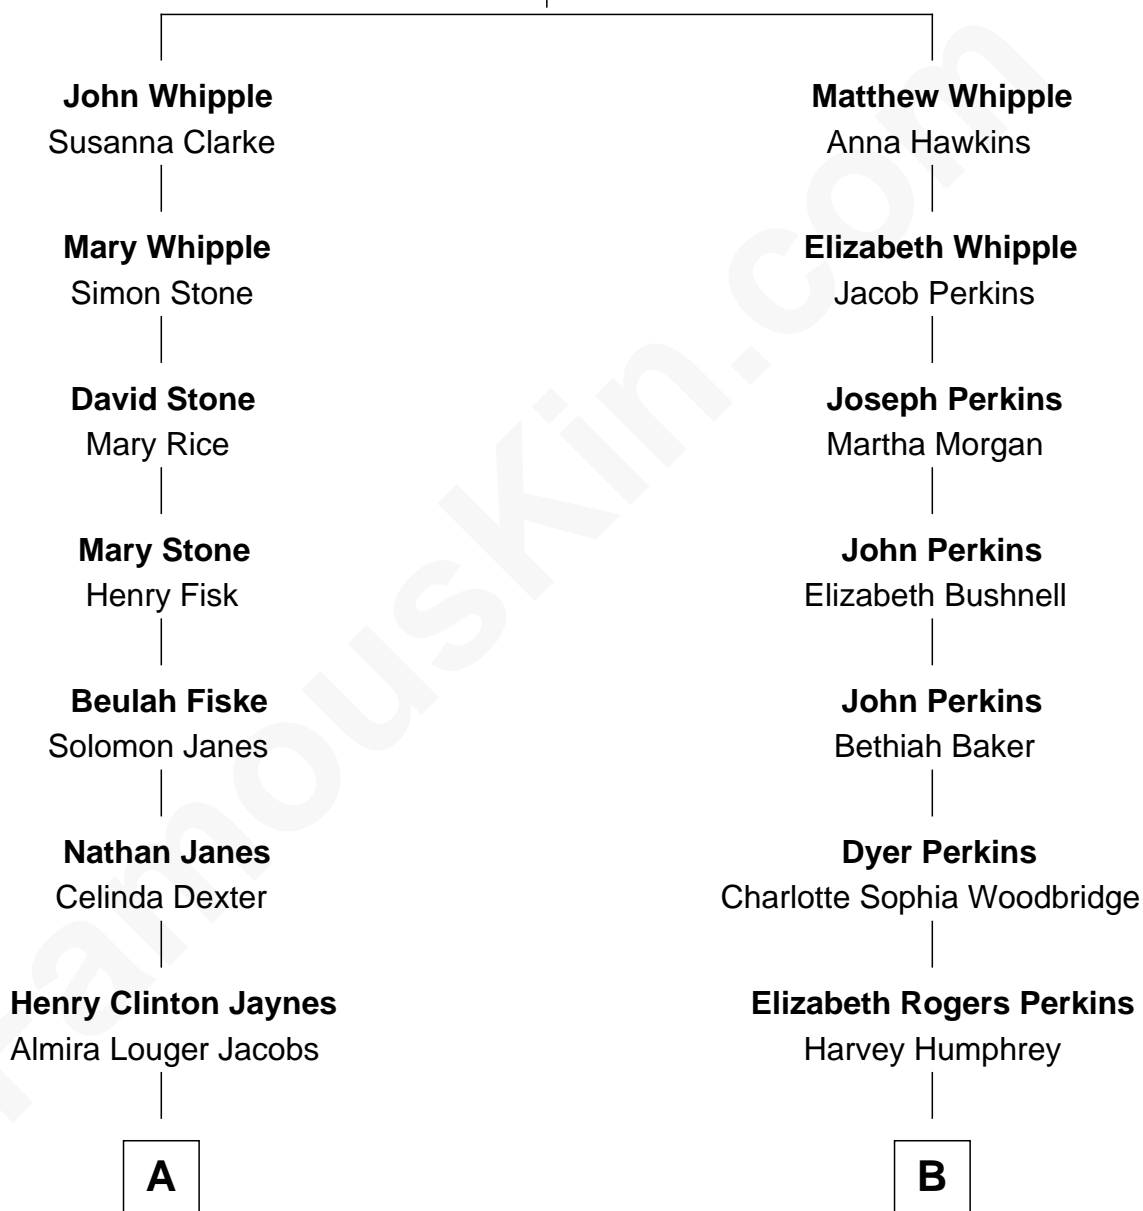 John Whipple
Susanna Clarke
Mary Whipple
Simon Stone
David Stone
Mary Rice
Mary Stone
Henry Fisk
Beulah Fiske
Solomon Janes
Nathan Janes
Celinda Dexter
Henry Clinton Jaynes
Almira Louger Jacobs
A
Matthew Whipple
Anna Hawkins
Elizabeth Whipple
Jacob Perkins
Joseph Perkins
Martha Morgan
John Perkins
Elizabeth Bushnell
John Perkins
Bethiah Baker
Dyer Perkins
Charlotte Sophia Woodbridge
Elizabeth Rogers Perkins
Harvey Humphrey
B
FamousKin.com